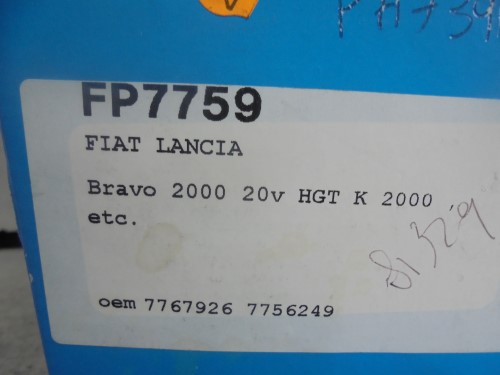 FP7759
FIAT LANCIA
Bravo 2000 20v HGT K 2000
etc.
oem 7767926 7756249